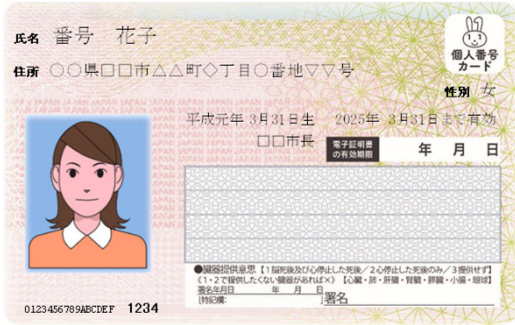 氏名 番号 花子
個人番号
カード
住所 ○○県□□市△△町◇丁目○番地▽▽号
性別 女
平成元年 3月31日生 2025年 3月31日まで有効
□□市長
電子証明書
の有効期限
年 月 日
●臓器提供意思【1脳死後及び心停止した死後/2心停止した死後のみ/3提供せず】
《1・2で提供したくない臓器があれば×》【心臓・肺・肝臓・腎臓・膵臓・小腸・眼球】
署名年月日 年 月 日
[特記欄: ]署名
0123456789ABCDEF 1234